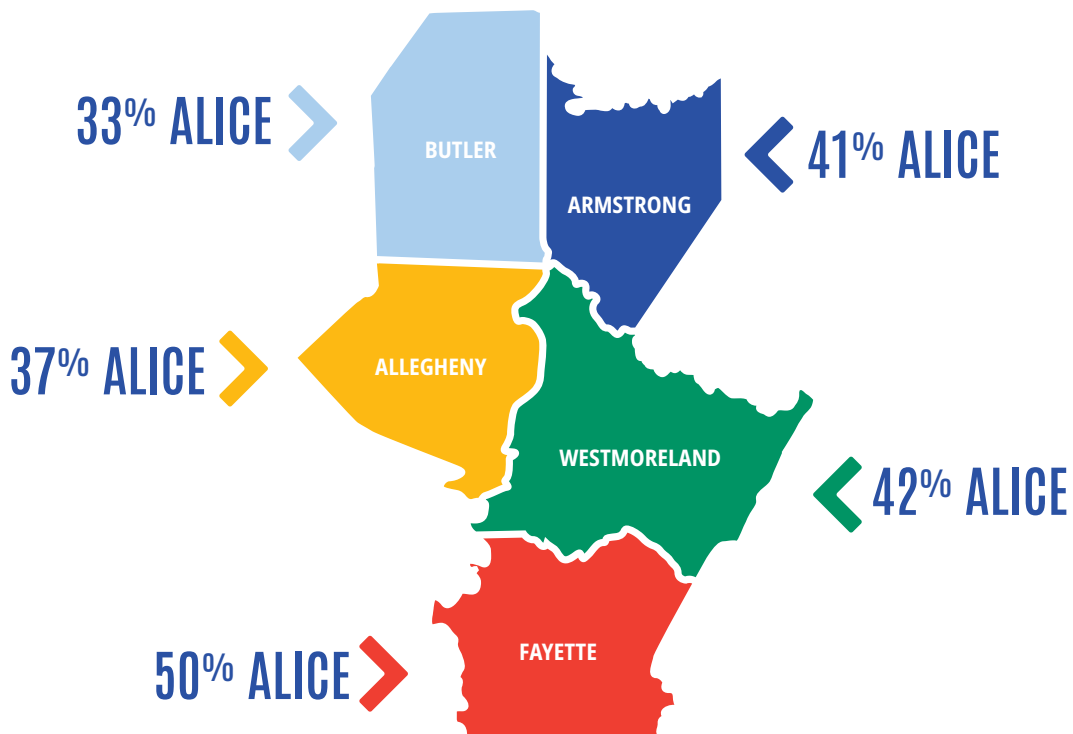 33% ALICE
BUTLER
41% ALICE
ARMSTRONG
37% ALICE
ALLEGHENY
WESTMORELAND
42% ALICE
50% ALICE
FAYETTE